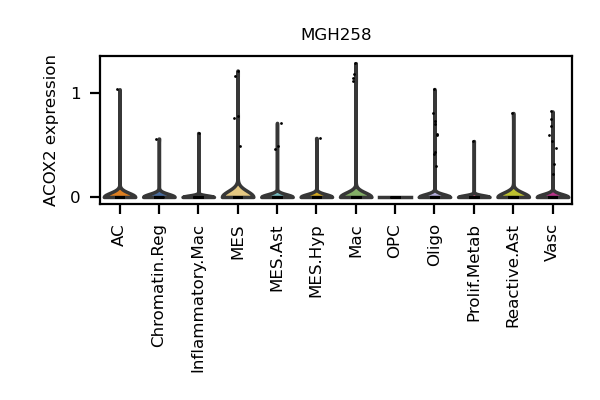 MGH258
ACOX2 expression
1
0
AC
Chromatin.Reg
Inflammatory.Mac
MES
MES.Ast
MES.Hyp
Mac
OPC
Oligo
Prolif.Metab
Reactive.Ast
Vasc